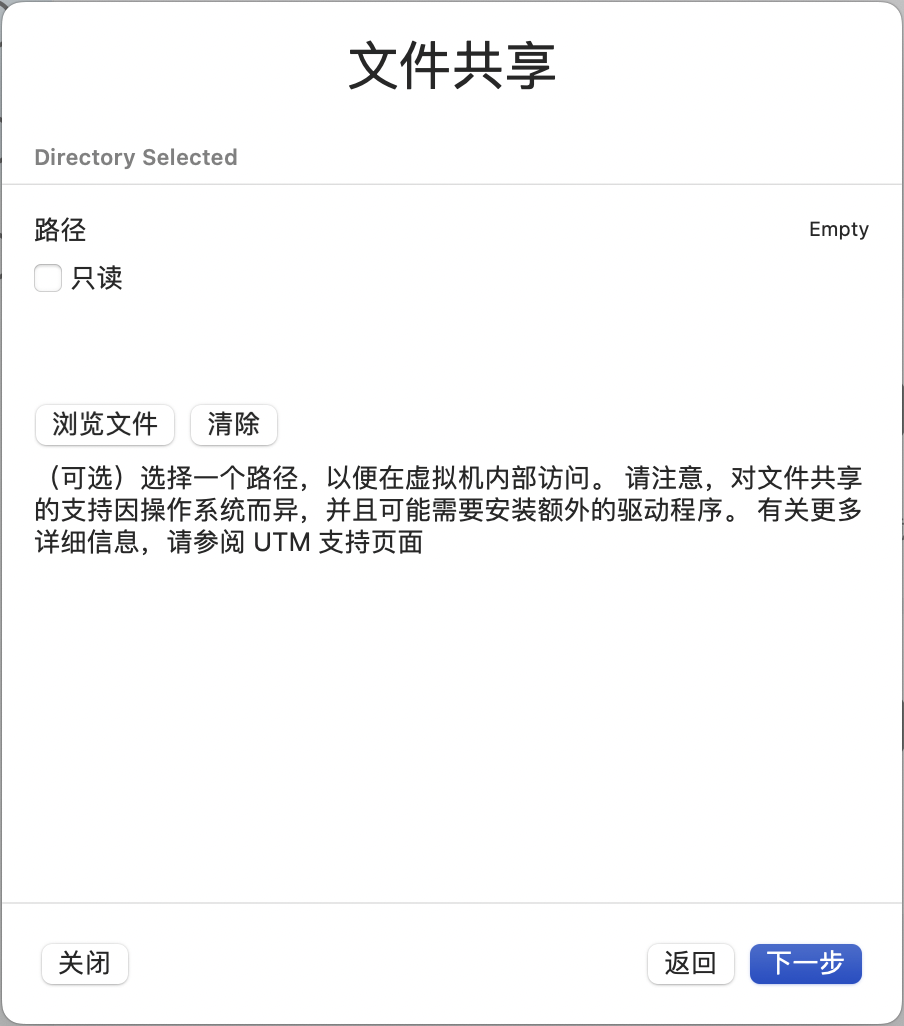 文件共享
Directory Selected
路径
Empty
只读
浏览文件
清除
（可选）选择一个路径，以便在虚拟机内部访问。 请注意，对文件共享
的支持因操作系统而异，并且可能需要安装额外的驱动程序。 有关更多
详细信息，请参阅 UTM 支持页面
关闭
返回
下一步